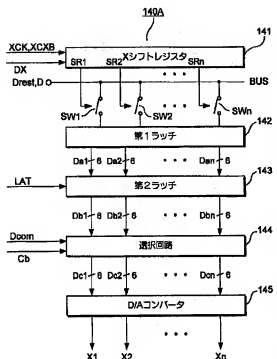 140A
XCK,XCXB
141
Xシフトレジスタ
SR1 SR2 ・・・ SRn
DX
Drest,D
BUS
SW1 SW2 ・・・ SWn
142
第1ラッチ
Da1 6 Da2 6 ・・・ Dan 6
143
LAT
第2ラッチ
Db1 6 Db2 6 ・・・ Dbn 6
144
Dcom
選択回路
Cb
Dc1 6 Dc2 6 ・・・ Dcn 6
145
D/Aコンバータ
X1 X2 ・・・ Xn